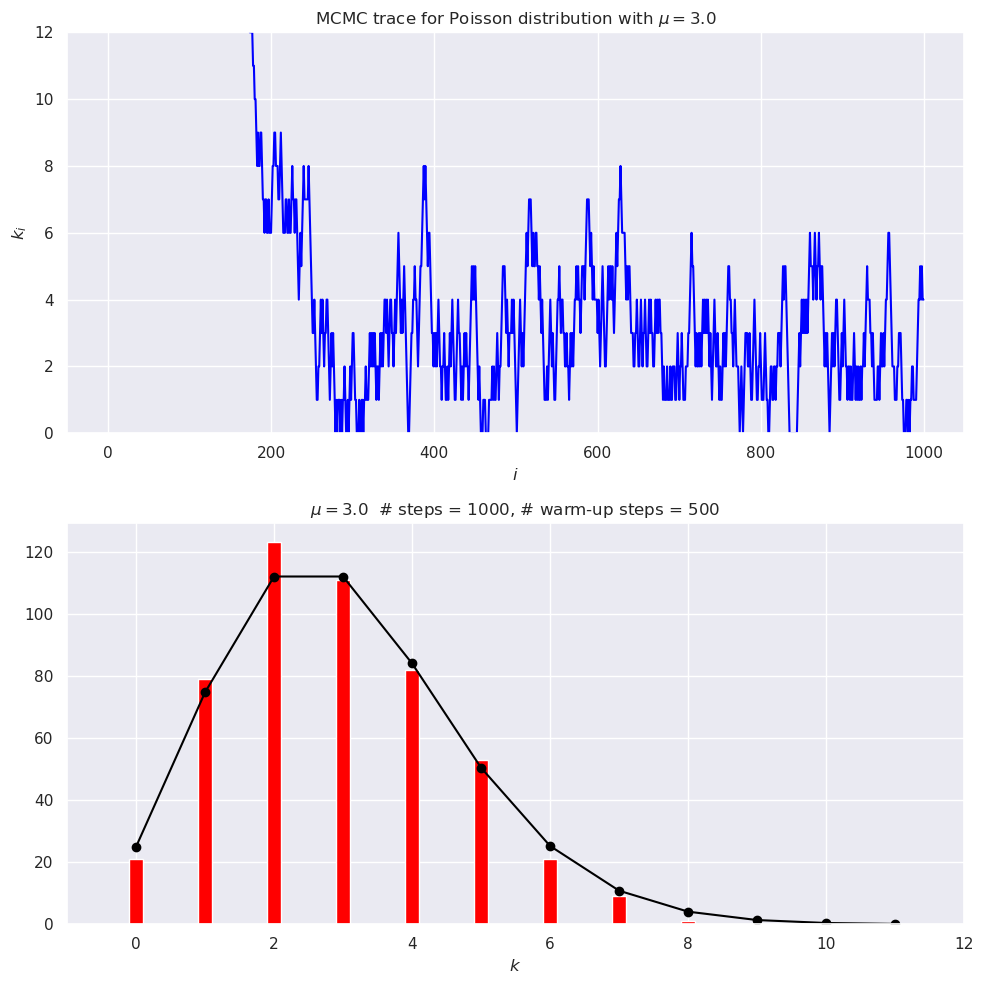 MCMC trace for Poisson distribution with μ = 3.0
12
10
8
6
4
2
0
k_i
0 200 400 600 800 1000
i
μ = 3.0 # steps = 1000, # warm-up steps = 500
120
100
80
60
40
20
0
0 2 4 6 8 10 12
k